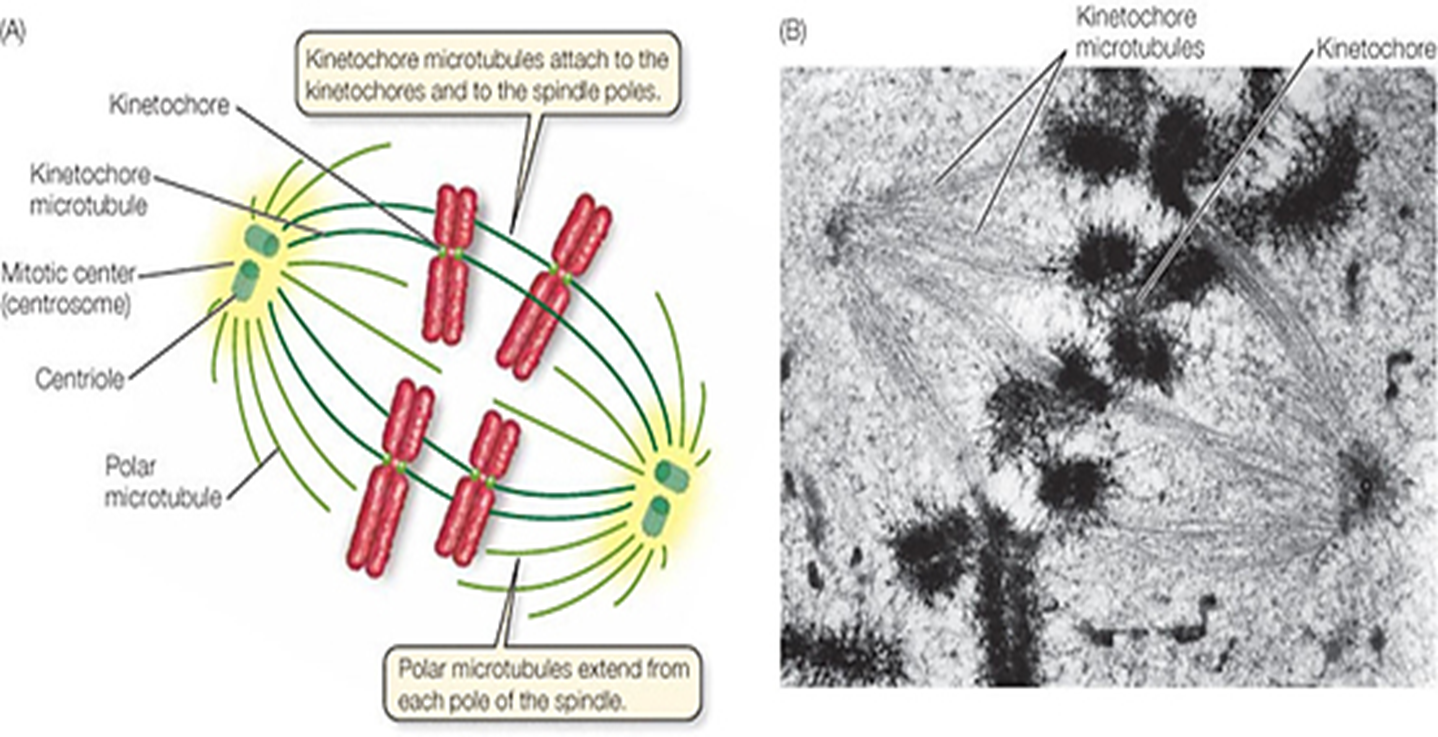 (A)
Kinetochore microtubules attach to the
kinetochores and to the spindle poles.
Kinetochore
Kinetochore
microtubule
Mitotic center
(centrosome)
Centriole
Polar
microtubule
Polar microtubules extend from
each pole of the spindle.
(B)
Kinetochore
microtubules
Kinetochore